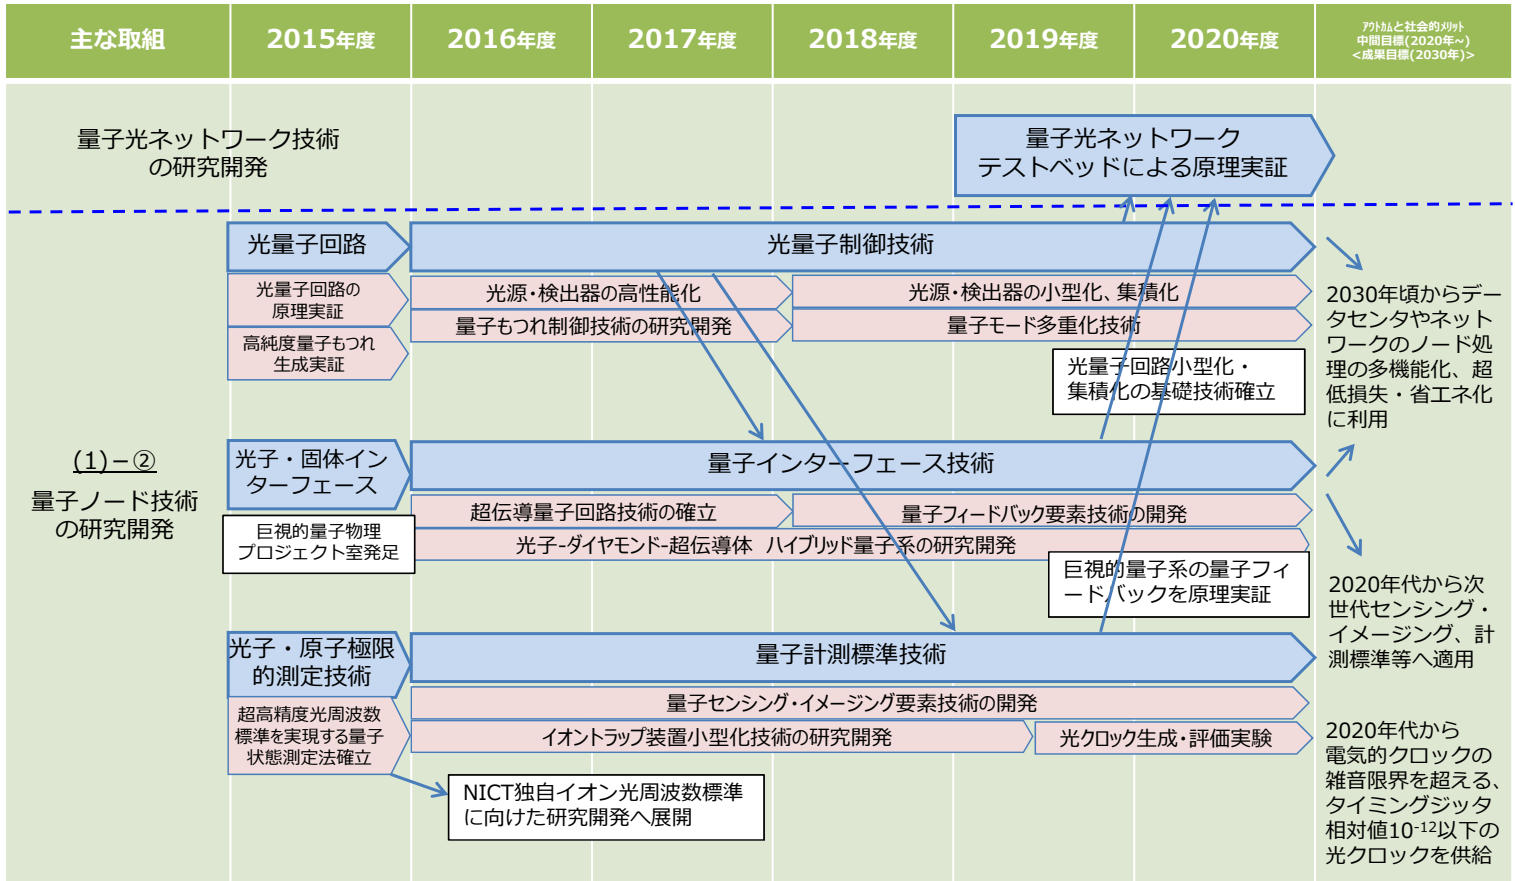 主な取組
2015年度
2016年度
2017年度
2018年度
2019年度
2020年度
ｱｳﾄｶﾑと社会的ﾒﾘｯﾄ
中間目標(2020年~)
<成果目標(2030年)>
量子光ネットワーク技術
の研究開発
量子光ネットワーク
テストベッドによる原理実証
(1)－②
量子ノード技術
の研究開発
光量子回路
光量子制御技術
光量子回路の
原理実証
光源・検出器の高性能化
光源・検出器の小型化、集積化
高純度量子もつれ
生成実証
量子もつれ制御技術の研究開発
量子モード多重化技術
光量子回路小型化・
集積化の基礎技術確立
光子・固体イン
ターフェース
量子インターフェース技術
超伝導量子回路技術の確立
量子フィードバック要素技術の開発
巨視的量子物理
プロジェクト室発足
光子-ダイヤモンド-超伝導体　ハイブリッド量子系の研究開発
巨視的量子系の量子フィ
ードバックを原理実証
光子・原子極限
的測定技術
量子計測標準技術
超高精度光周波数
標準を実現する量子
状態測定法確立
量子センシング・イメージング要素技術の開発
イオントラップ装置小型化技術の研究開発
光クロック生成・評価実験
NICT独自イオン光周波数標準
に向けた研究開発へ展開
2030年頃からデー
タセンタやネット
ワークのノード処
理の多機能化、超
低損失・省エネ化
に利用
2020年代から次
世代センシング・
イメージング、計
測標準等へ適用
2020年代から
電気的クロックの
雑音限界を超える、
タイミングジッタ
相対値10-12以下の
光クロックを供給